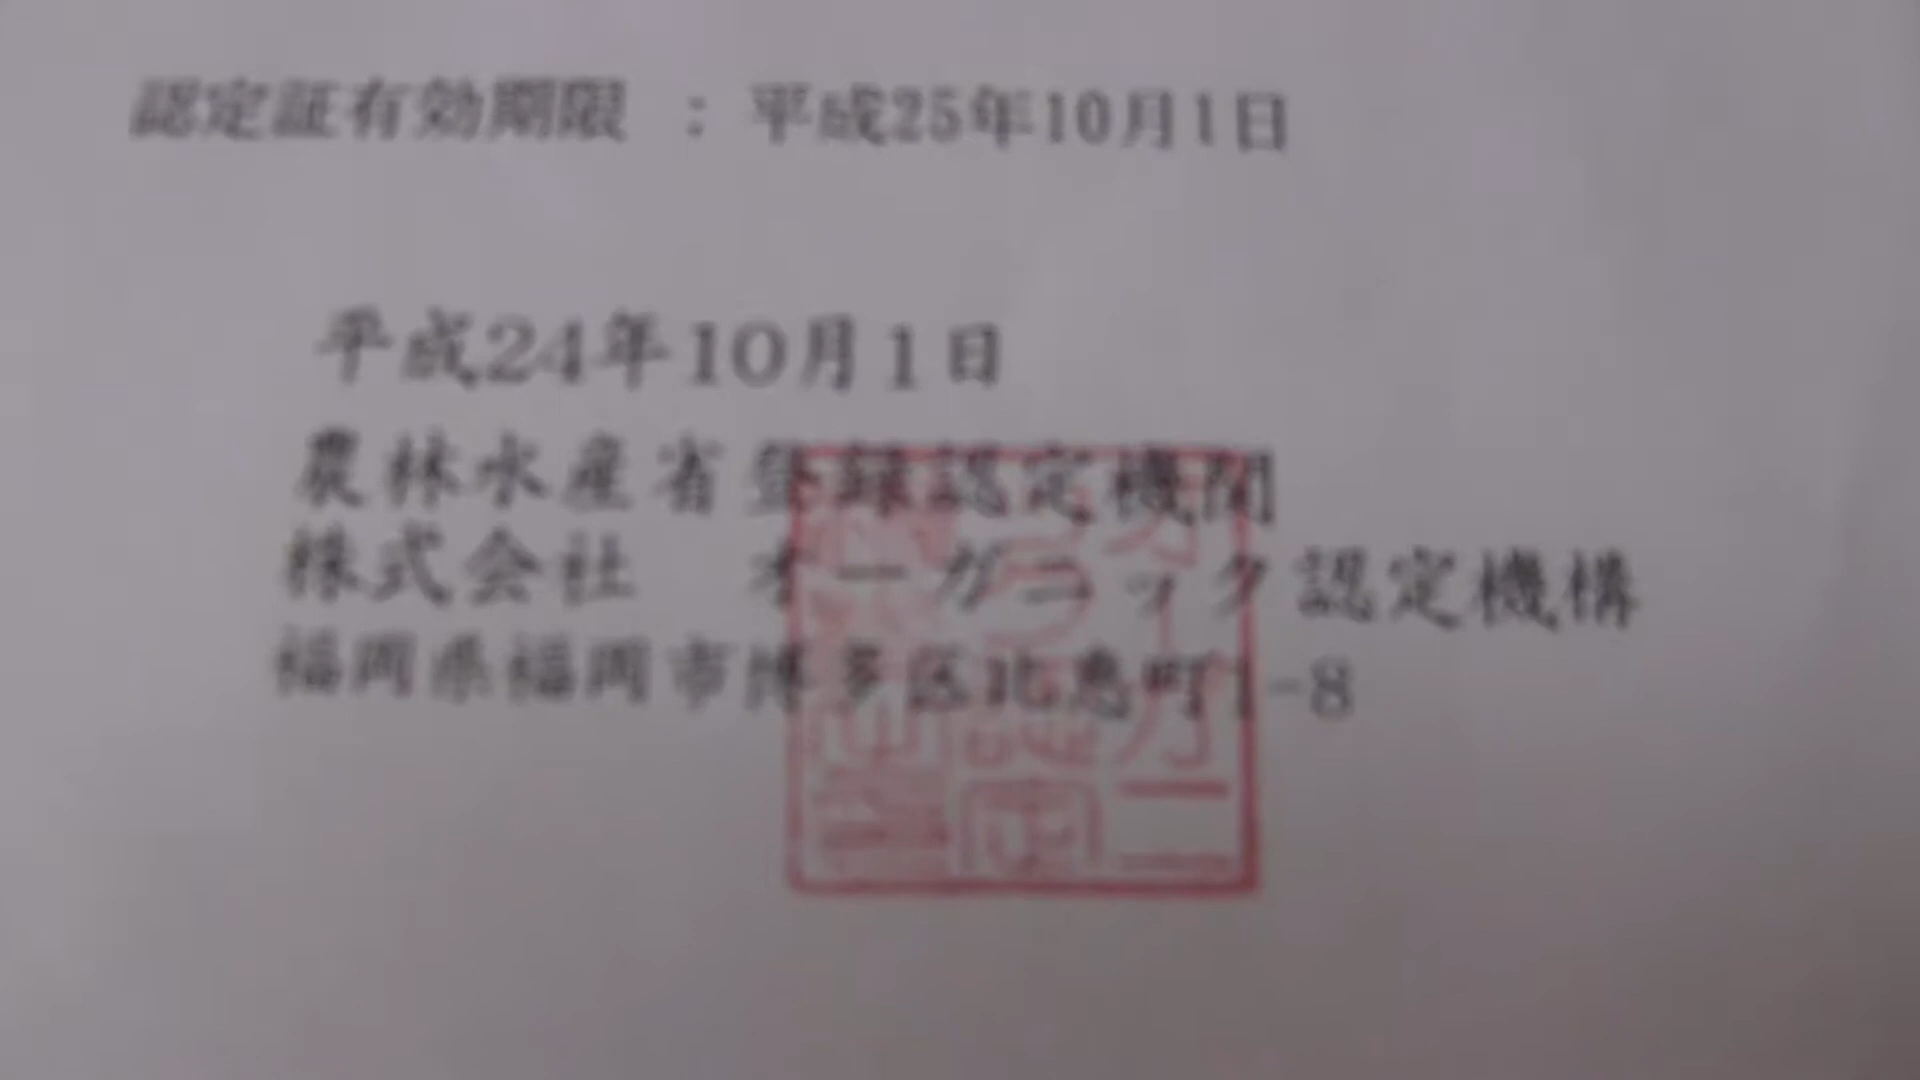 認定証有効期限 : 平成25年10月1日
平成24年10月1日
農林水産省登録認定機関
株式会社 オーガニック認定機構
福岡県福岡市博多区比恵町1-8